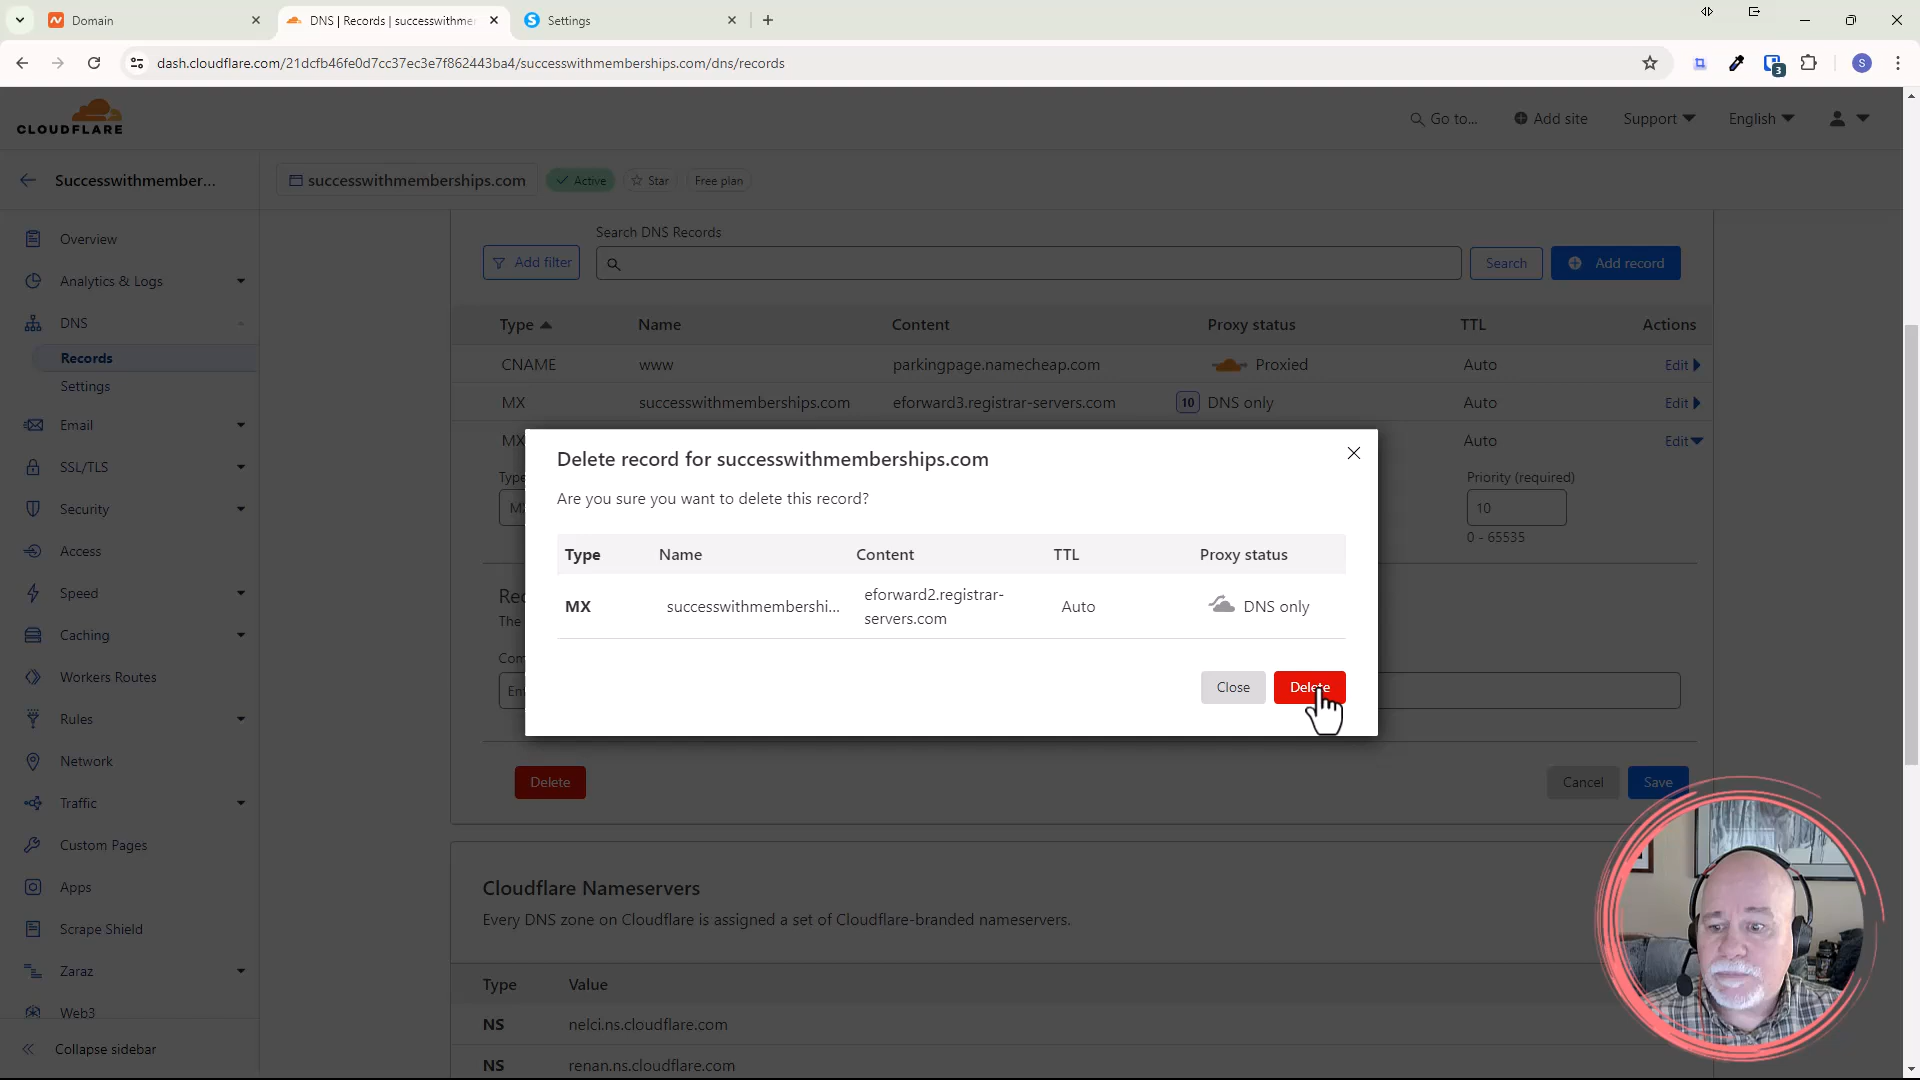 Domain
DNS | Records | successwithme
Settings
dash.cloudflare.com/21dcfb46fe0d7cc37ec3e7f862443ba4/successwithmemberships.com/dns/records
3
S
CLOUDFLARE
Go to...
Add site
Support
English
Successwithmember...
successwithmemberships.com
Active
Star
Free plan
Overview
Analytics & Logs
DNS
Records
Settings
Email
SSL/TLS
Security
Access
Speed
Caching
Workers Routes
Rules
Network
Traffic
Custom Pages
Apps
Scrape Shield
Zaraz
Web3
Collapse sidebar
Search DNS Records
Add filter
Search
Add record
Type Name Content Proxy status TTL Actions
CNAME www parkingpage.namecheap.com Proxied Auto Edit
MX successwithmemberships.com eforward3.registrar-servers.com 10 DNS only Auto Edit
MX Auto Edit
Type
Priority (required)
10
0 - 65535
Delete record for successwithmemberships.com
Are you sure you want to delete this record?
Type Name Content TTL Proxy status
MX successwithmembershi... eforward2.registrar-
servers.com Auto DNS only
Close
Delete
The
Delete
Cancel
Save
Cloudflare Nameservers
Every DNS zone on Cloudflare is assigned a set of Cloudflare-branded nameservers.
Type Value
NS nelci.ns.cloudflare.com
NS renan.ns.cloudflare.com